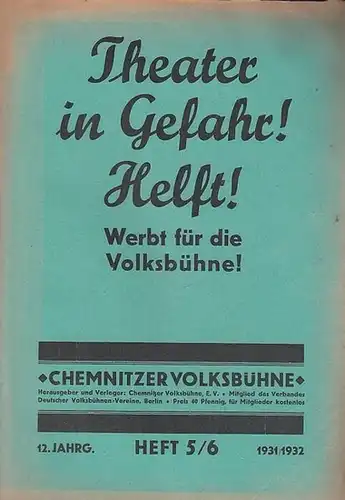 Theater
in Gefahr!
Helft!
Werbt für die
Volksbühne!
◆CHEMNITZER VOLKSBÜHNE◆
Herausgeber und Verleger: Chemnitzer Volksbühne, E. V. • Mitglied des Verbandes
Deutscher Volksbühnen-Vereine, Berlin • Preis 40 Pfennig, für Mitglieder kostenlos
12. JAHRG. HEFT 5/6 1931/1932